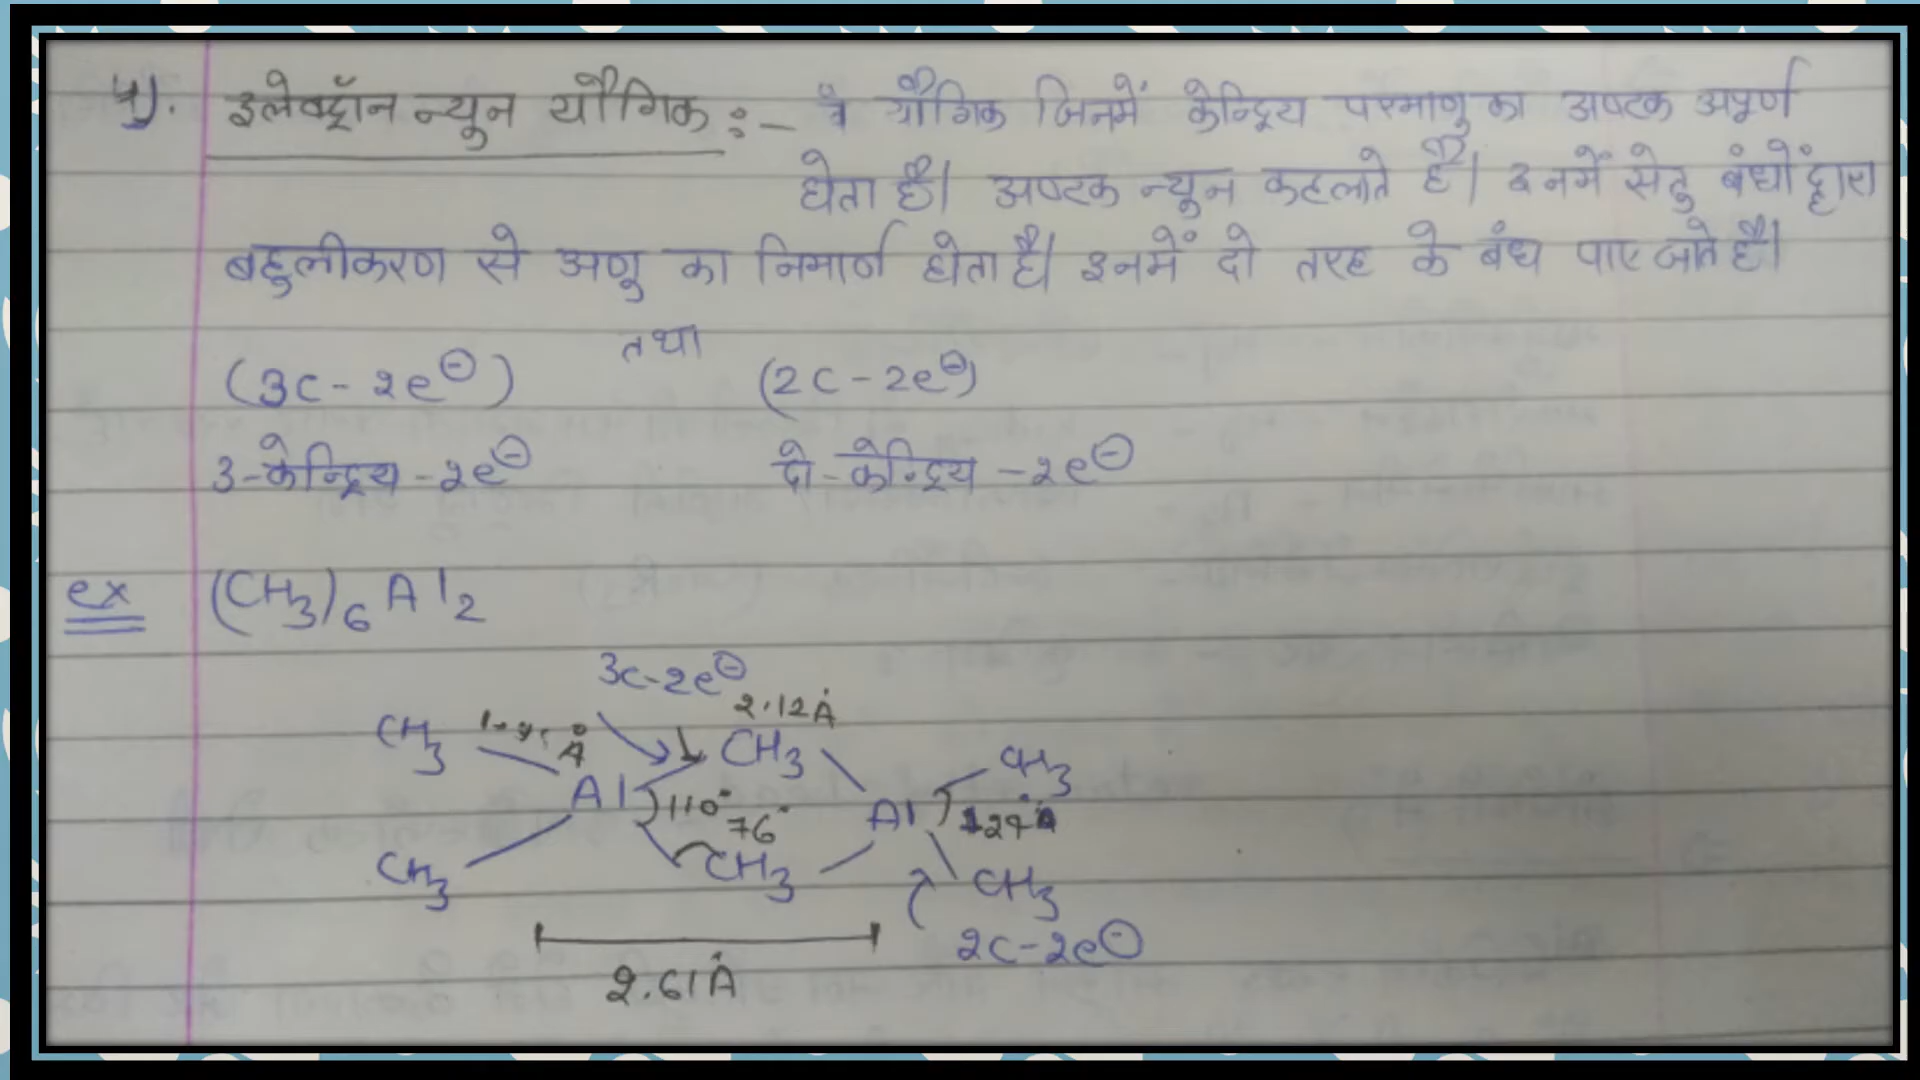 4). इलेक्ट्रॉन न्यून यौगिक :- वे यौगिक जिनमें केन्द्रिय परमाणु का अष्टक अपूर्ण
होता है। अष्टक न्यून कहलाते है। इनमें सेतु बंधो द्वारा
बहुलीकरण से अणु का निमार्ण होता है। इनमें दो तरह के बंध पाए जाते है।
(3c-2e⊖) तथा (2c-2e⊖)
3-केन्द्रिय-2e⊖ दो-केन्द्रिय-2e⊖
ex (CH3)6 Al2
3c-2e⊖
2.12Å
CH3 Å CH3 CH3
Al 110° 76° Al
CH3 CH3 CH3
2c-2e⊖
2.61Å